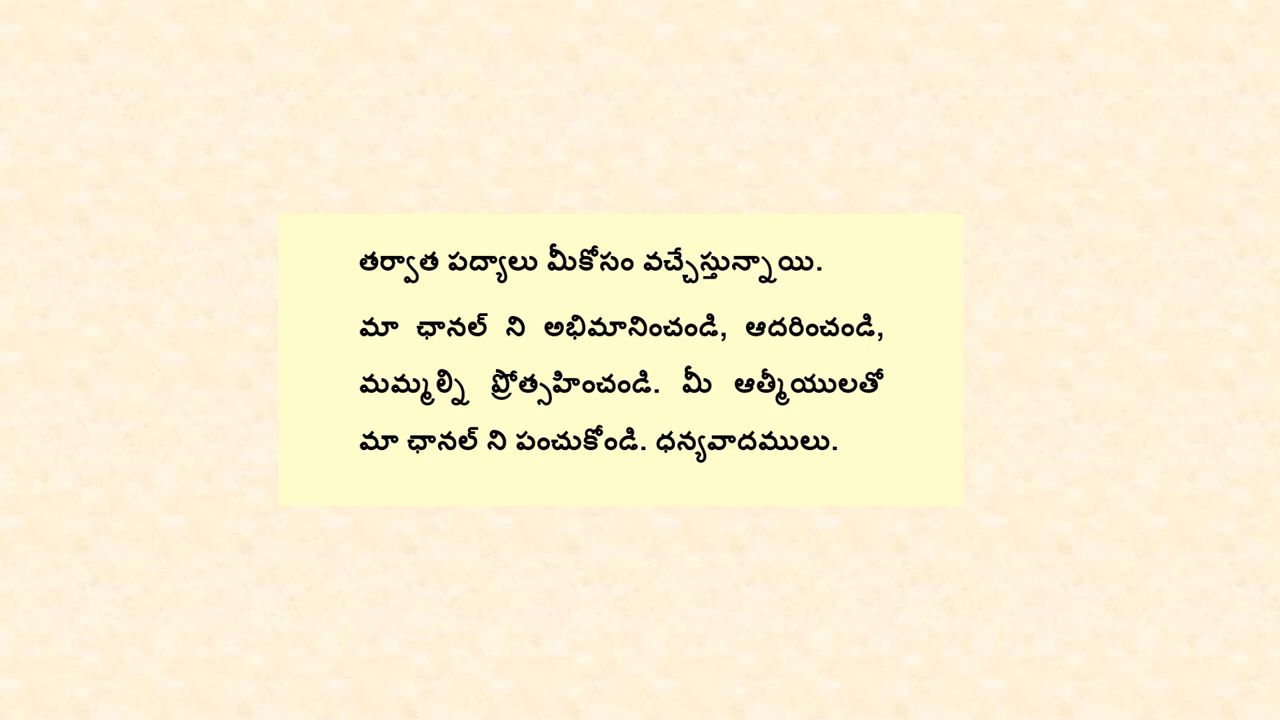 తర్వాత పద్యాలు మీకోసం వచ్చేస్తున్నాయి.
మా ఛానల్ ని అభిమానించండి, ఆదరించండి,
మమ్మల్ని ప్రోత్సహించండి. మీ ఆత్మీయులతో
మా ఛానల్ ని పంచుకోండి. ధన్యవాదములు.